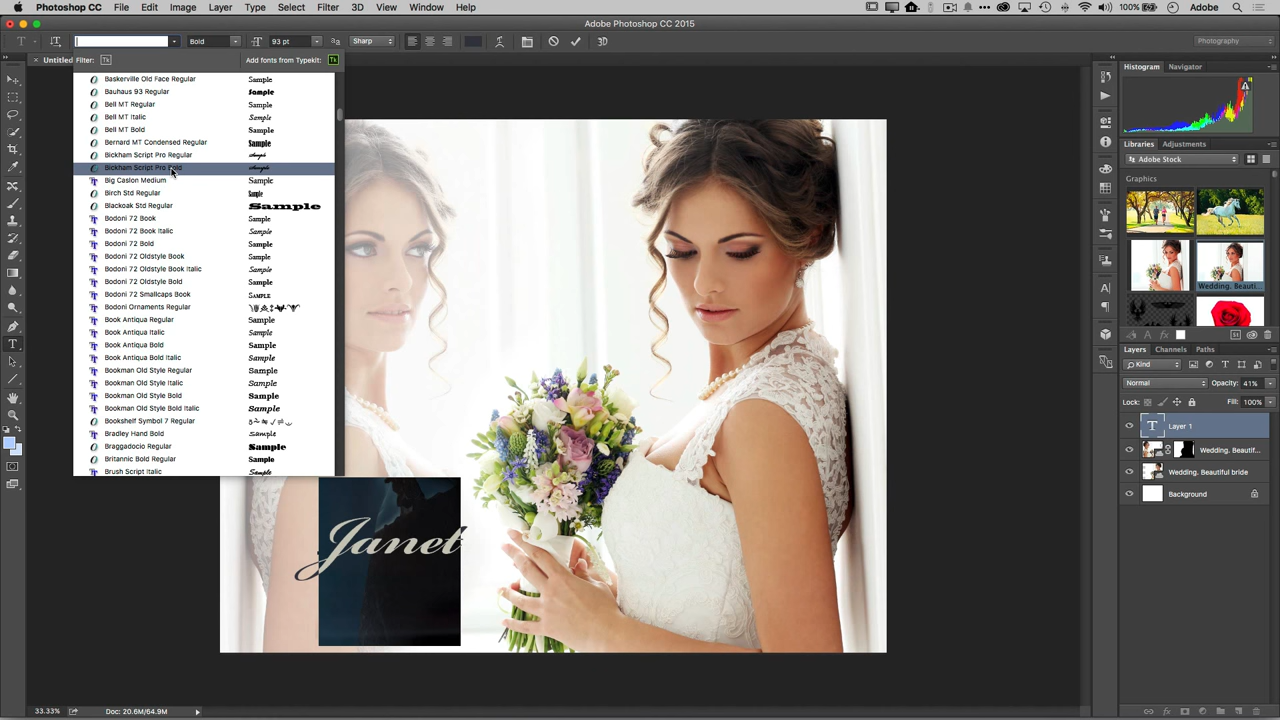 Photoshop CC File Edit Image Layer Type Select Filter 3D View Window Help 100% Adobe
Adobe Photoshop CC 2015
Bold 93 pt Sharp 3D Photography
Untitled Filter: Tk Add fonts from Typekit: Tk
Baskerville Old Face Regular Sample
Bauhaus 93 Regular Sample
Bell MT Regular Sample
Bell MT Italic Sample
Bell MT Bold Sample
Bernard MT Condensed Regular Sample
Bickham Script Pro Regular Sample
Bickham Script Pro Bold Sample
Big Caslon Medium Sample
Birch Std Regular Sample
Blackoak Std Regular Sample
Bodoni 72 Book Sample
Bodoni 72 Book Italic Sample
Bodoni 72 Bold Sample
Bodoni 72 Oldstyle Book Sample
Bodoni 72 Oldstyle Book Italic Sample
Bodoni 72 Oldstyle Bold Sample
Bodoni 72 Smallcaps Book Sample
Bodoni Ornaments Regular
Book Antiqua Regular Sample
Book Antiqua Italic Sample
Book Antiqua Bold Sample
Book Antiqua Bold Italic Sample
Bookman Old Style Regular Sample
Bookman Old Style Italic Sample
Bookman Old Style Bold Sample
Bookman Old Style Bold Italic Sample
Bookshelf Symbol 7 Regular
Bradley Hand Bold Sample
Braggadocio Regular Sample
Britannic Bold Regular Sample
Brush Script Italic Sample
Janet
Histogram Navigator
Libraries Adjustments
Adobe Stock
Graphics
Wedding. Beauti...
Layers Channels Paths
Kind
Normal Opacity: 41%
Lock: Fill: 100%
Layer 1
Wedding. Beautif...
Wedding. Beautiful bride
Background
33.33% Doc: 20.6M/64.9M